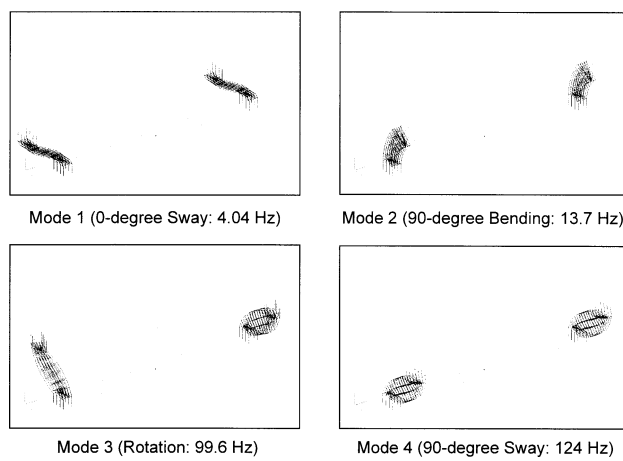 Mode 1 (0-degree Sway: 4.04 Hz)
Mode 2 (90-degree Bending: 13.7 Hz)
Mode 3 (Rotation: 99.6 Hz)
Mode 4 (90-degree Sway: 124 Hz)